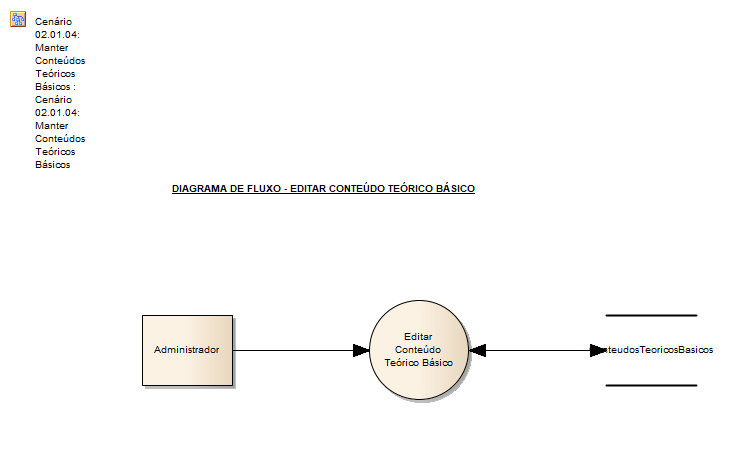 Cenário
02.01.04:
Manter
Conteúdos
Teóricos
Básicos :
Cenário
02.01.04:
Manter
Conteúdos
Teóricos
Básicos
DIAGRAMA DE FLUXO - EDITAR CONTEÚDO TEÓRICO BÁSICO
Administrador
Editar
Conteúdo
Teórico Básico
teudosTeoricosBasicos